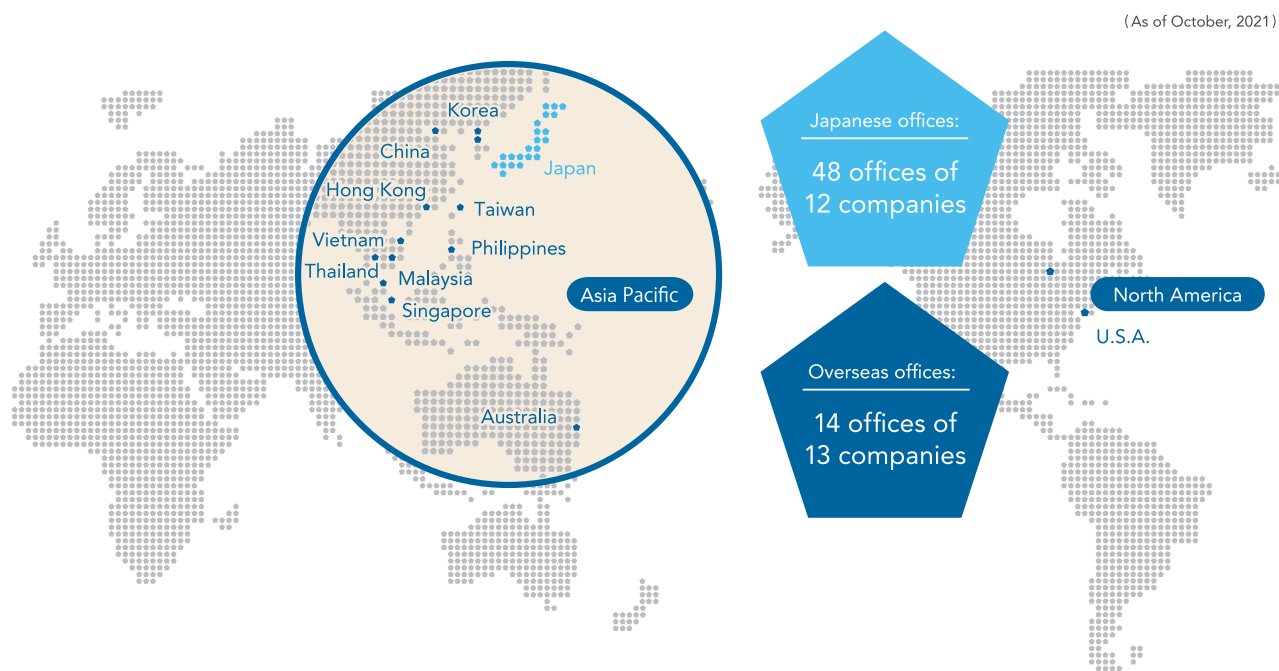 (As of October, 2021)
Korea
China
Japan
Hong Kong
Taiwan
Vietnam
Philippines
Thailand
Malaysia
Singapore
Asia Pacific
Australia
Japanese offices:
48 offices of
12 companies
Overseas offices:
14 offices of
13 companies
North America
U.S.A.